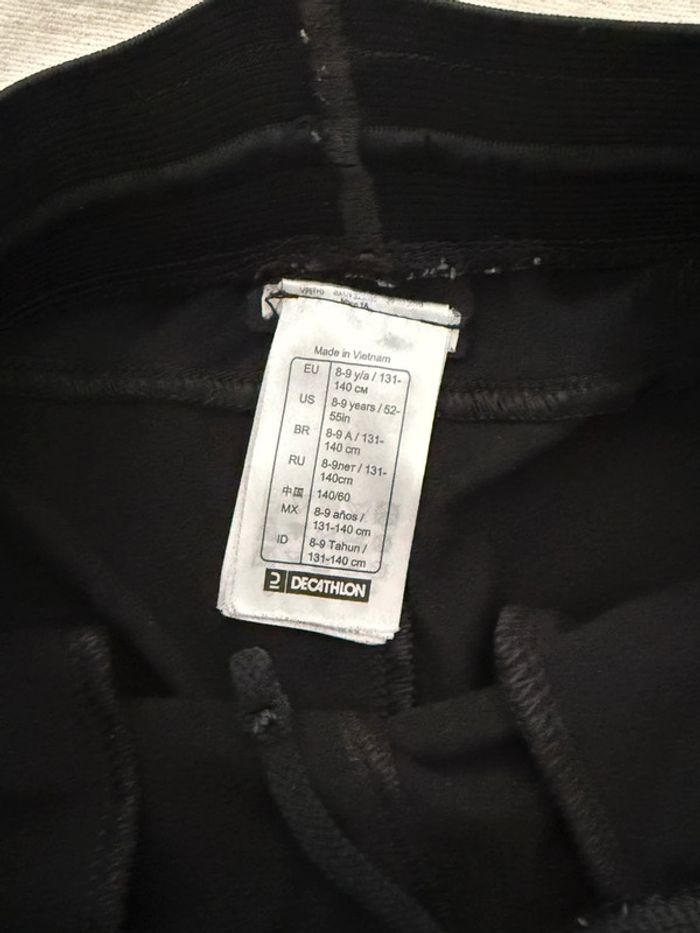 Made in Vietnam
EU 8-9 y/a / 131-
140 см
US 8-9 years / 52-
55in
BR 8-9 A / 131-
140 cm
RU 8-9лет / 131-
140cm
中国 140/60
MX 8-9 años /
131-140 cm
ID 8-9 Tahun /
131-140 cm
DECATHLON